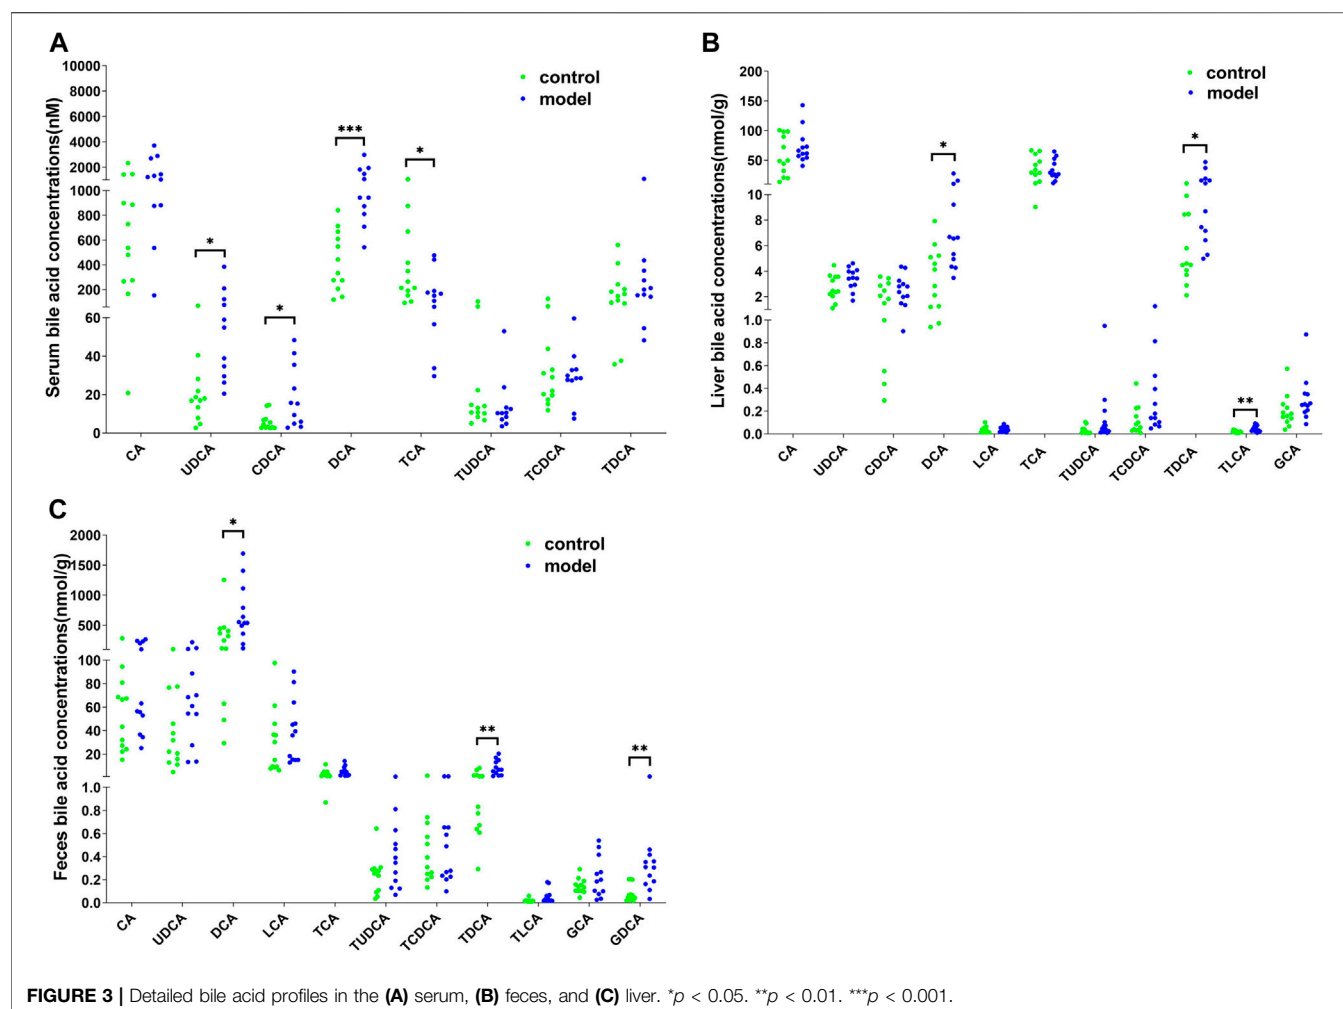 A
Serum bile acid concentrations(nM)
10000
8000
6000
4000
2000
1000
800
600
400
200
60
40
20
0
control
model
*
*
***
*
CA
UDCA
CDCA
DCA
TCA
TUDCA
TCDCA
TDCA
B
Liver bile acid concentrations(nmol/g)
200
150
100
50
10
8
6
4
2
1.0
0.8
0.6
0.4
0.2
0.0
control
model
*
*
**
CA
UDCA
CDCA
DCA
LCA
TCA
TUDCA
TCDCA
TDCA
TLCA
GCA
C
Feces bile acid concentrations(nmol/g)
2000
1500
1000
500
100
80
60
40
20
1.0
0.8
0.6
0.4
0.2
0.0
control
model
*
**
**
CA
UDCA
DCA
LCA
TCA
TUDCA
TCDCA
TDCA
TLCA
GCA
GDCA
FIGURE 3 | Detailed bile acid profiles in the (A) serum, (B) feces, and (C) liver. *p < 0.05. **p < 0.01. ***p < 0.001.